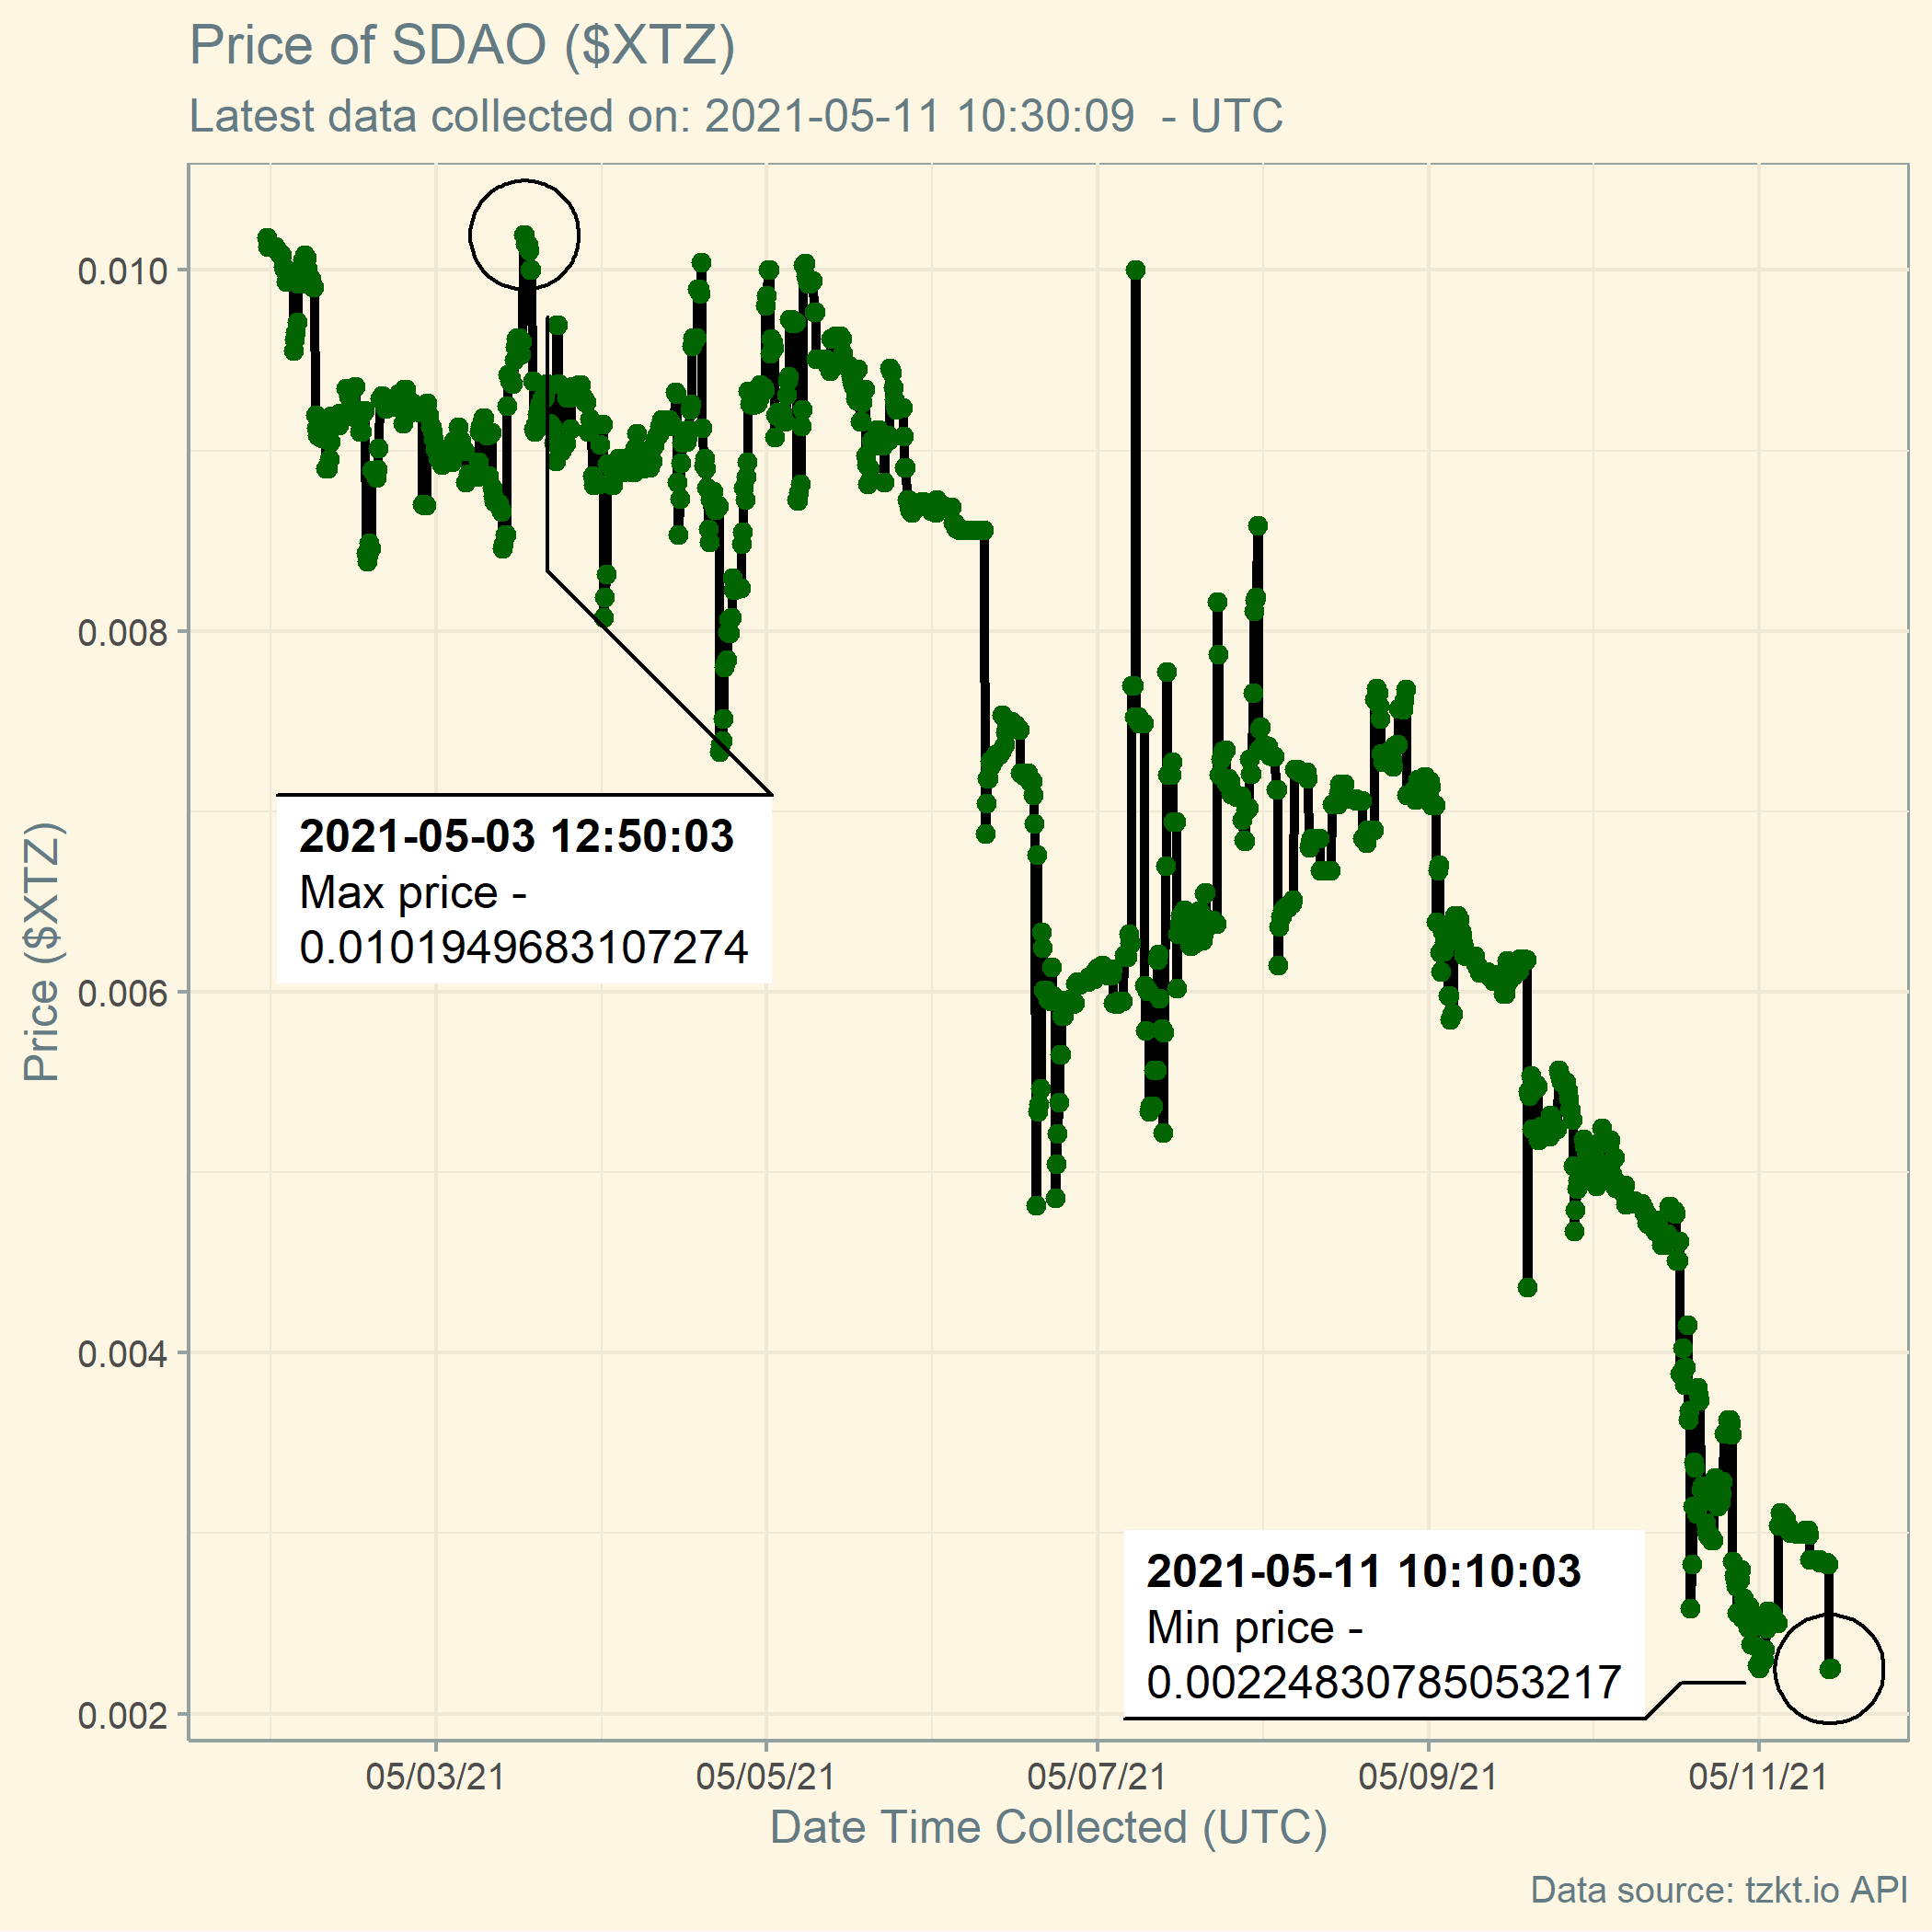 Price of SDAO ($XTZ)
Latest data collected on: 2021-05-11 10:30:09 - UTC
Price ($XTZ)
0.010
0.008
0.006
0.004
0.002
2021-05-03 12:50:03
Max price -
0.0101949683107274
2021-05-11 10:10:03
Min price -
0.00224830785053217
05/03/21
05/05/21
05/07/21
05/09/21
05/11/21
Date Time Collected (UTC)
Data source: tzkt.io API